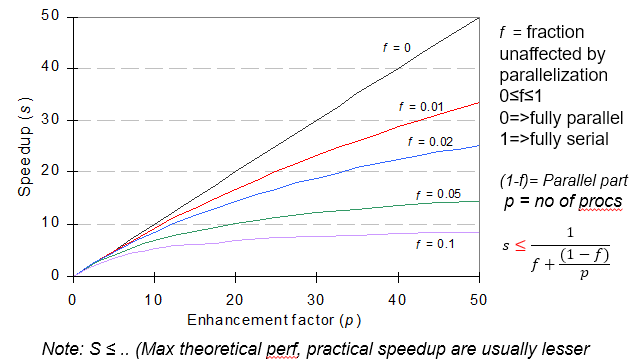 50
40
30
20
10
0
Speedup (s)
f = 0
f = 0.01
f = 0.02
f = 0.05
f = 0.1
0 10 20 30 40 50
Enhancement factor (p)
f = fraction
unaffected by
parallelization
0≤f≤1
0=>fully parallel
1=>fully serial
(1-f)= Parallel part
p = no of procs
s ≤ 1 / (f + (1 − f) / p)
Note: S ≤ .. (Max theoretical perf, practical speedup are usually lesser